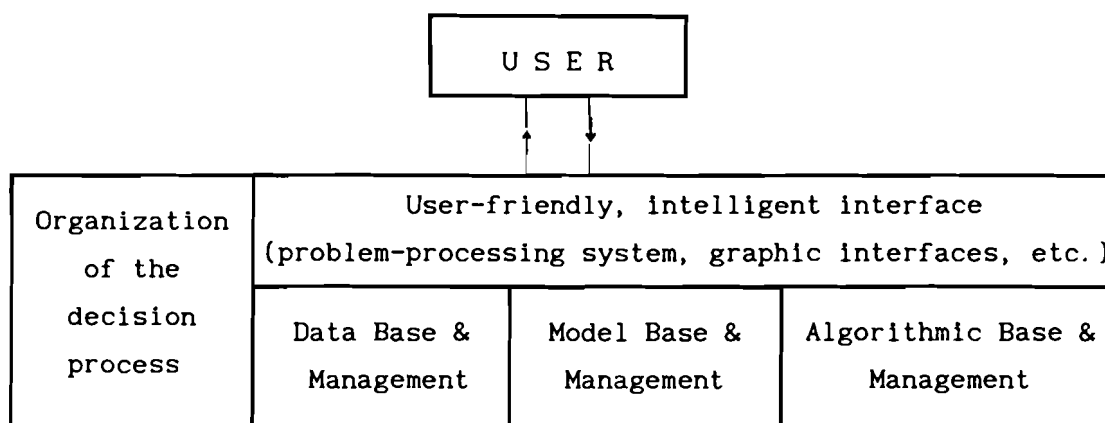 U S E R
Organization
of the
decision
process
User-friendly, intelligent interface
(problem-processing system, graphic interfaces, etc.)
Data Base &
Management
Model Base &
Management
Algorithmic Base &
Management